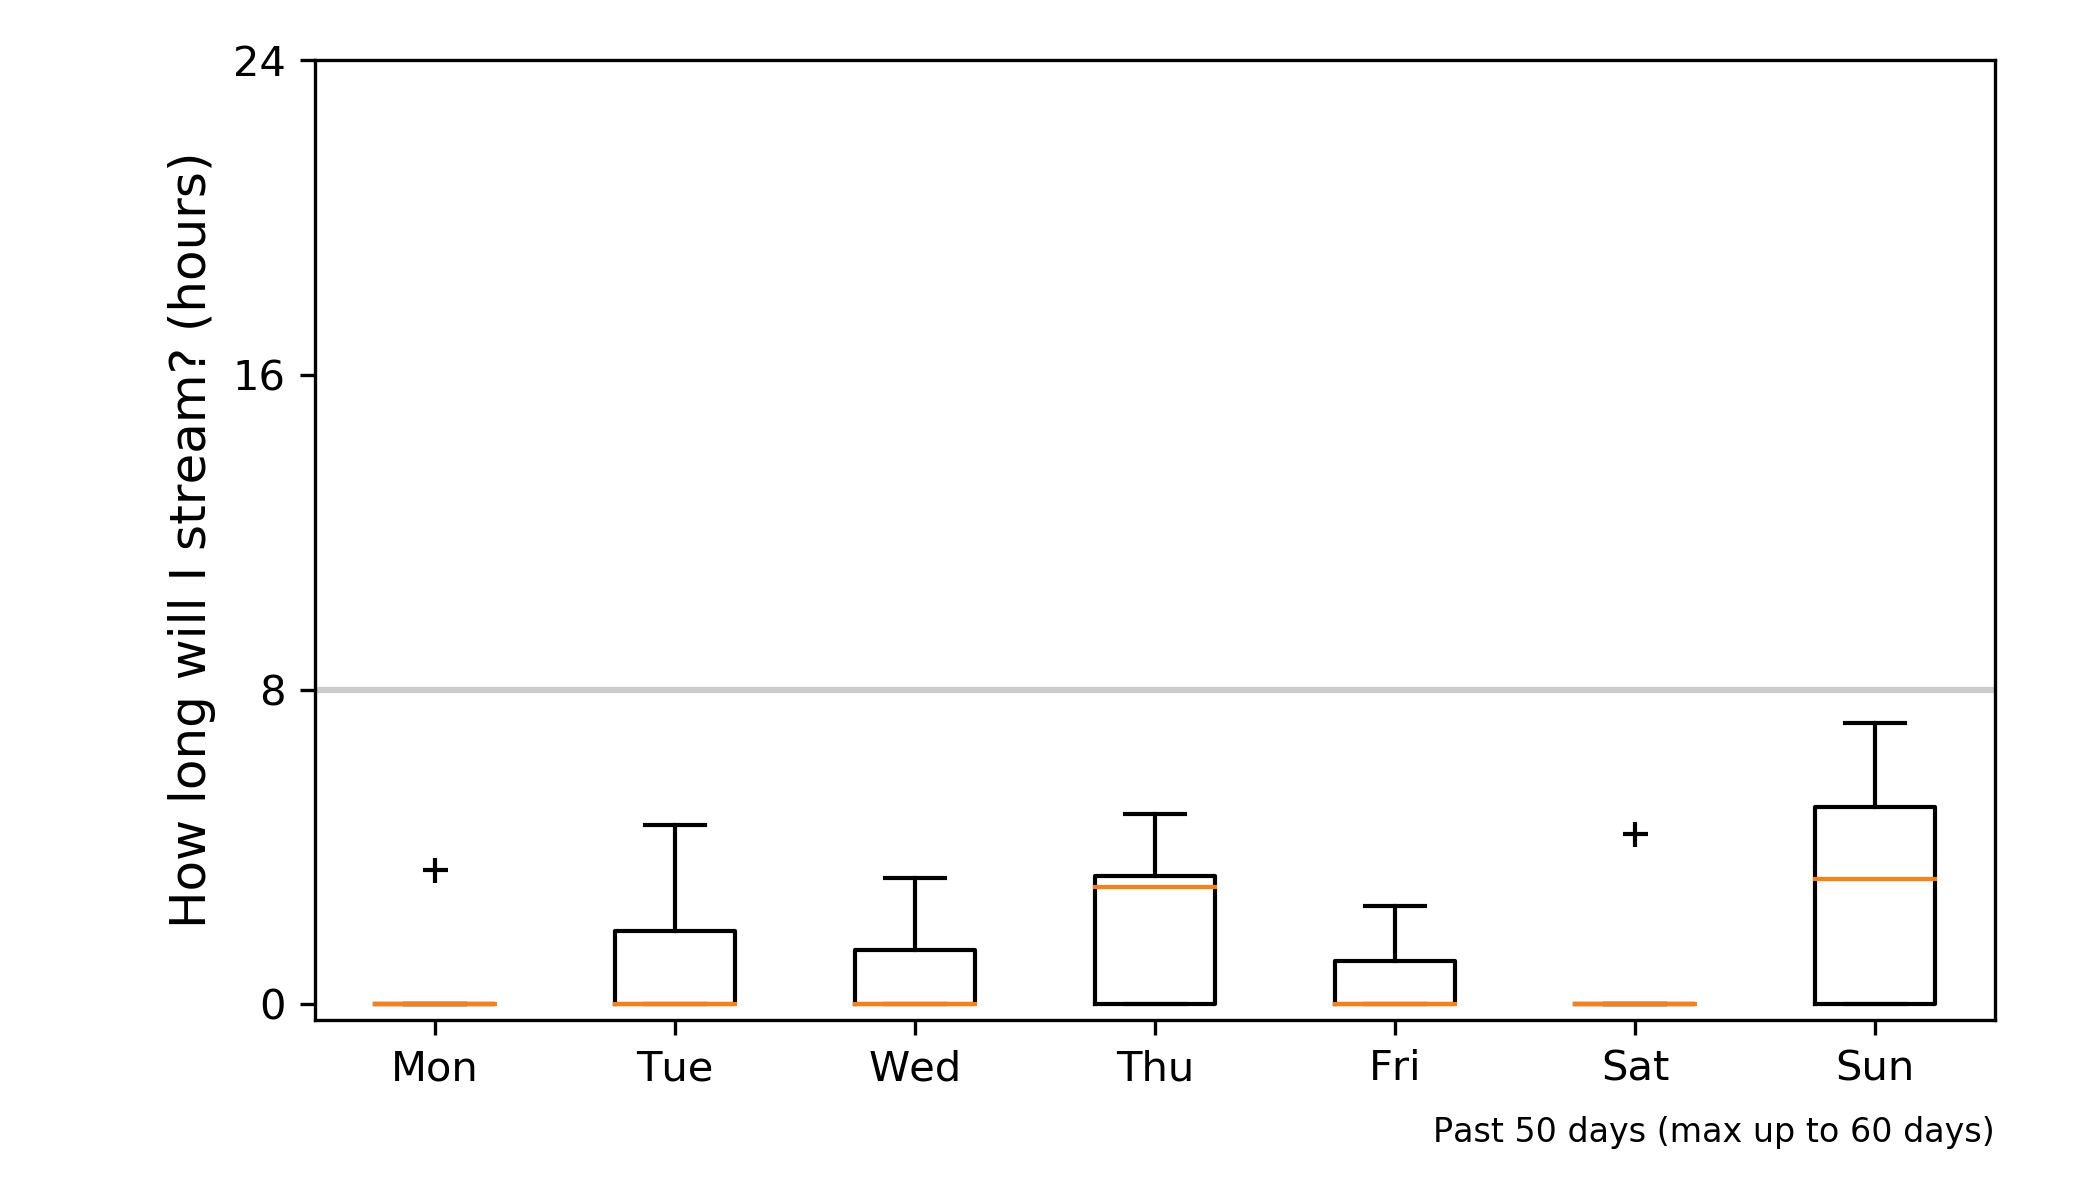 How long will I stream? (hours)
24
16
8
0
Mon Tue Wed Thu Fri Sat Sun
Past 50 days (max up to 60 days)